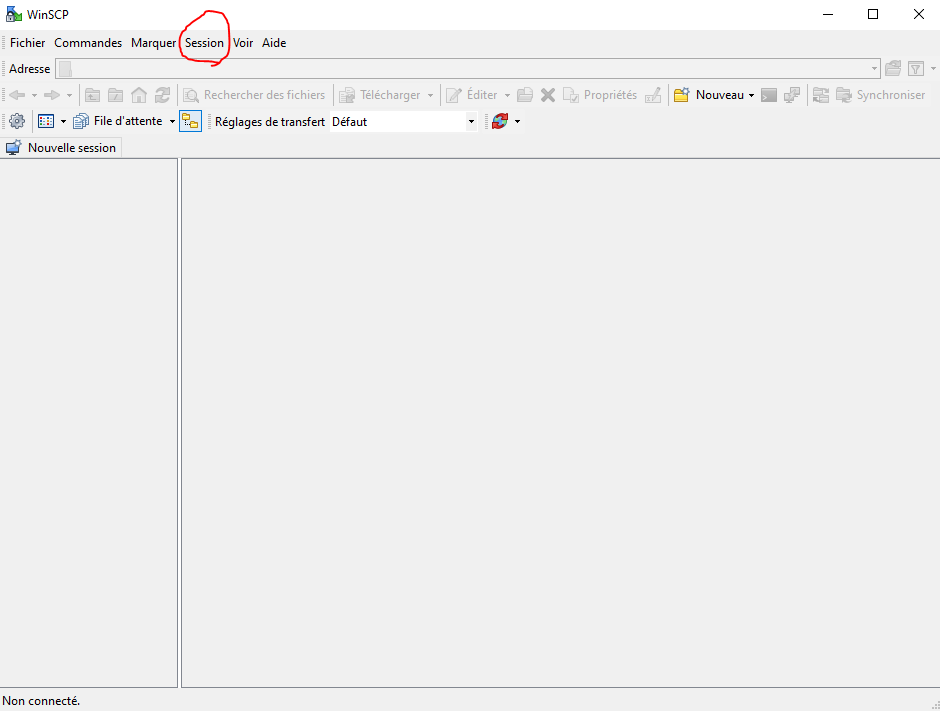 WinSCP
Fichier Commandes Marquer Session Voir Aide
Adresse
Rechercher des fichiers Télécharger Éditer Propriétés Nouveau Synchroniser
File d'attente Réglages de transfert Défaut
Nouvelle session
Non connecté.